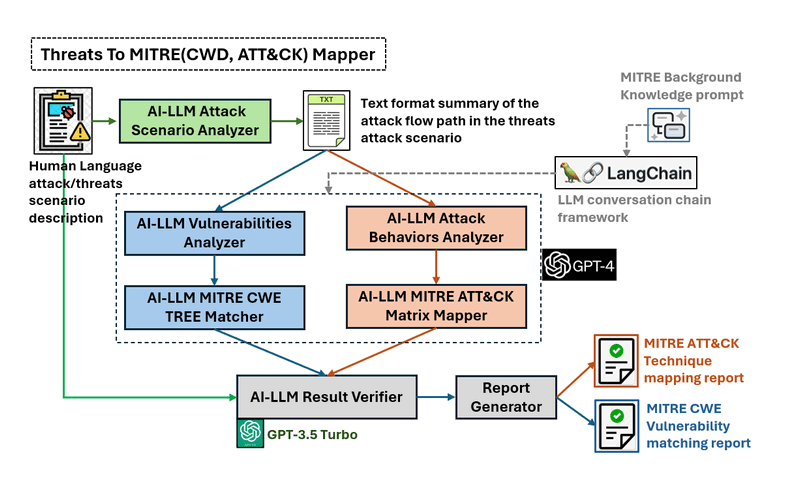 Threats To MITRE(CWD, ATT&CK) Mapper
MITRE Background
Knowledge prompt
AI-LLM Attack
Scenario Analyzer
TXT
Text format summary of the
attack flow path in the threats
attack scenario
Human Language
attack/threats
scenario
description
LangChain
LLM conversation chain
framework
AI-LLM Vulnerabilities
Analyzer
AI-LLM Attack
Behaviors Analyzer
GPT-4
AI-LLM MITRE CWE
TREE Matcher
AI-LLM MITRE ATT&CK
Matrix Mapper
MITRE ATT&CK
Technique
mapping report
AI-LLM Result Verifier
Report
Generator
MITRE CWE
Vulnerability
matching report
GPT-3.5 Turbo